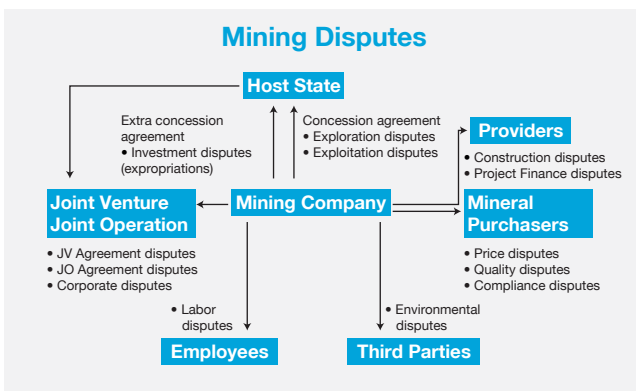 Mining Disputes
Host State
Extra concession
agreement
• Investment disputes
(expropriations)
Concession agreement
• Exploration disputes
• Exploitation disputes
Providers
• Construction disputes
• Project Finance disputes
Joint Venture
Joint Operation
Mining Company
Mineral
Purchasers
• JV Agreement disputes
• JO Agreement disputes
• Corporate disputes
• Price disputes
• Quality disputes
• Compliance disputes
• Labor
disputes
• Environmental
disputes
Employees
Third Parties